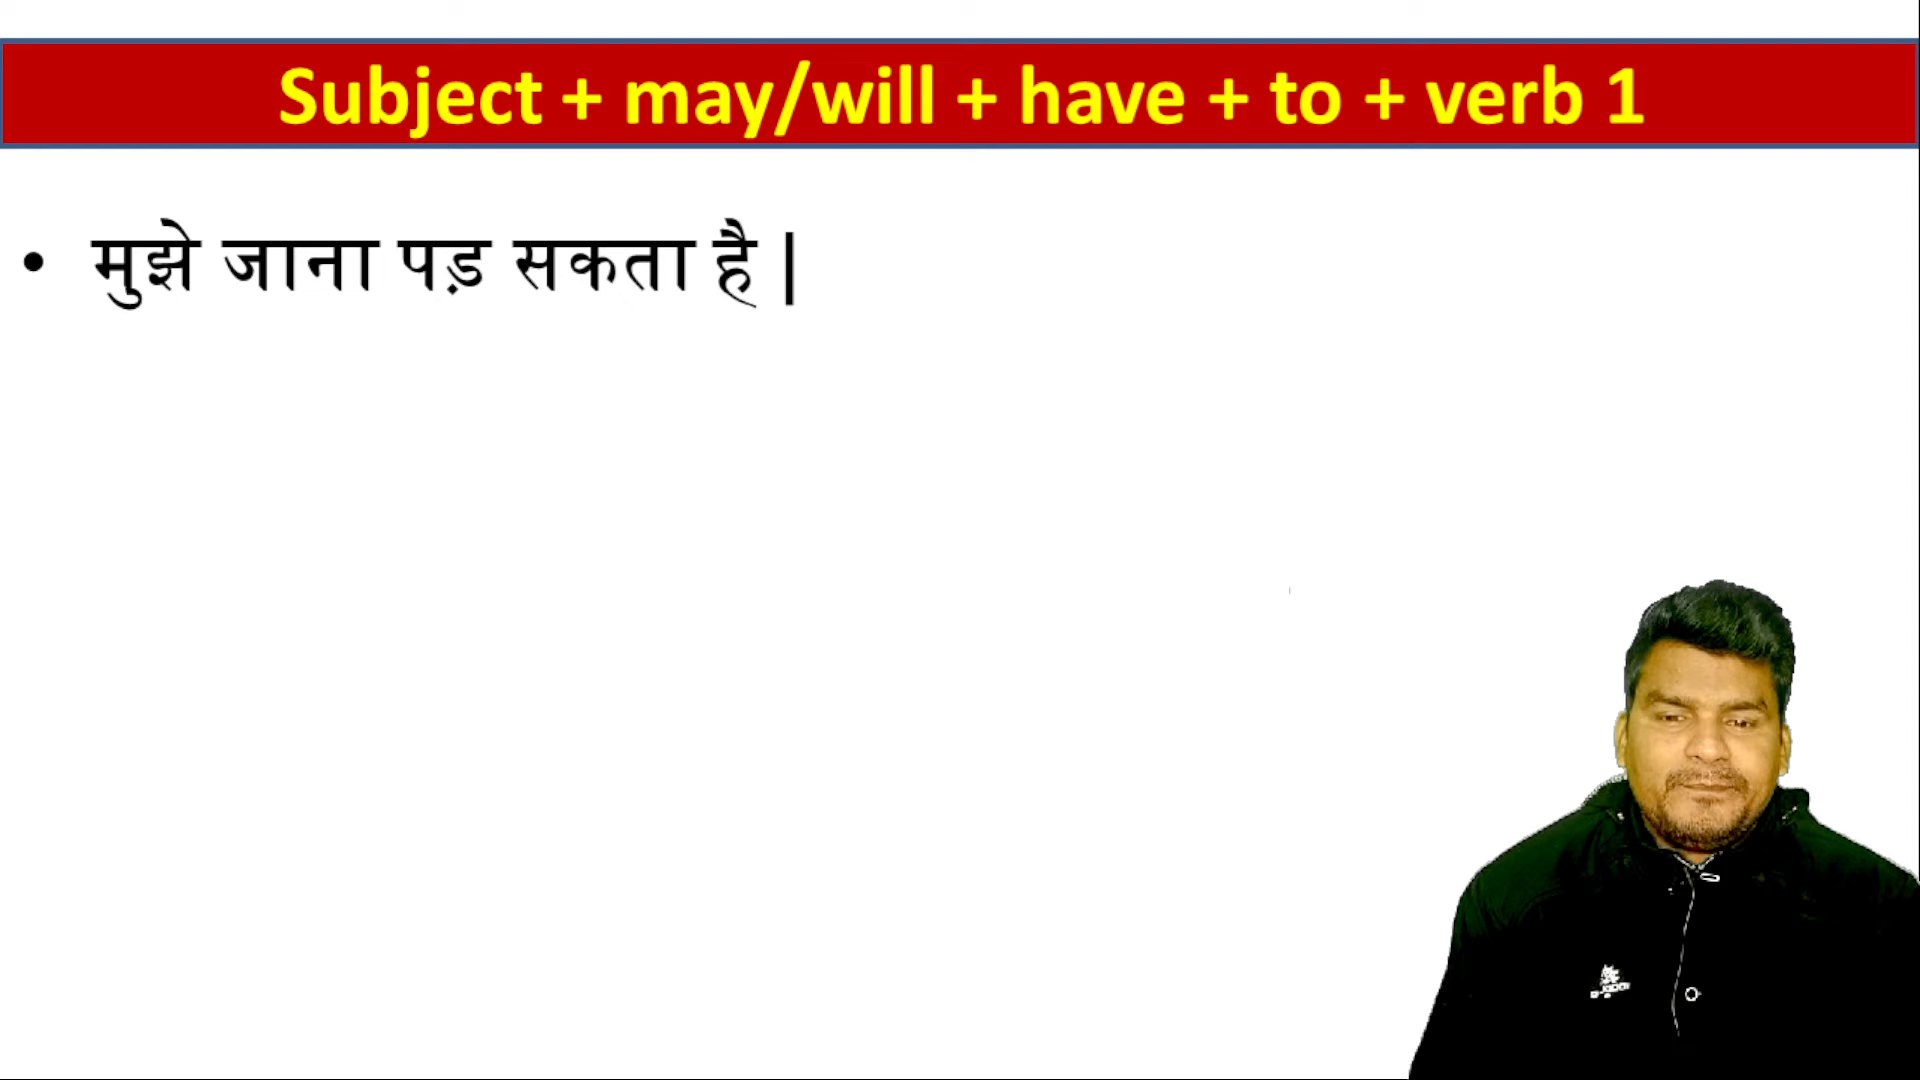 Subject + may/will + have + to + verb 1
• मुझे जाना पड़ सकता है |